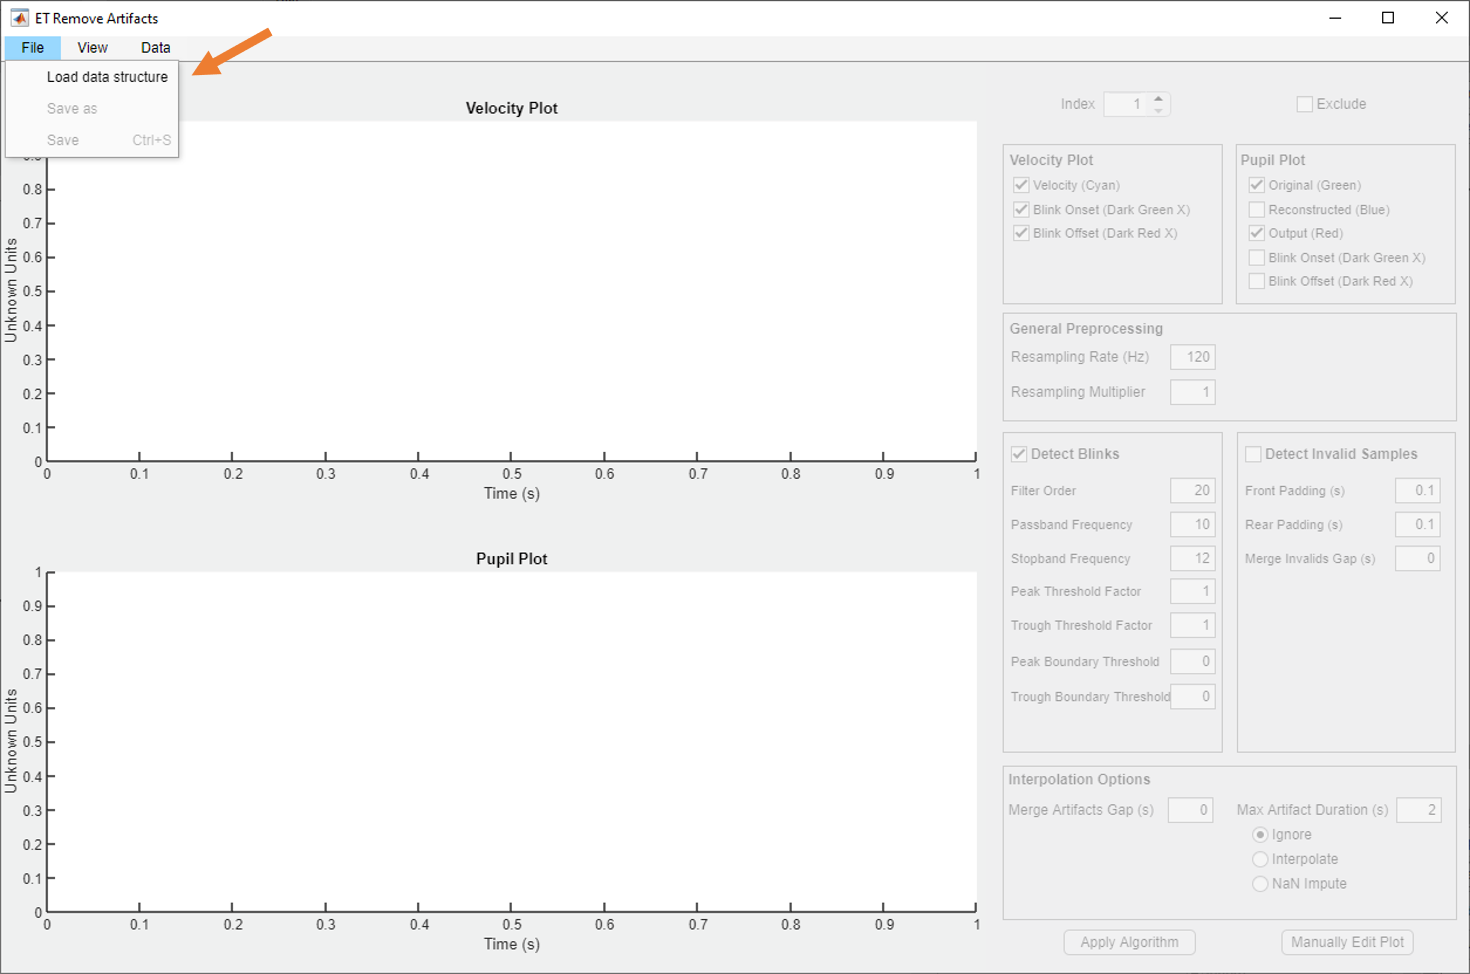 ET Remove Artifacts
File View Data
Load data structure
Save as
Save Ctrl+S
Velocity Plot
0.8
0.7
0.6
0.5
0.4
0.3
0.2
0.1
0
Unknown Units
0 0.1 0.2 0.3 0.4 0.5 0.6 0.7 0.8 0.9 1
Time (s)
Pupil Plot
1
0.9
0.8
0.7
0.6
0.5
0.4
0.3
0.2
0.1
0
Unknown Units
0 0.1 0.2 0.3 0.4 0.5 0.6 0.7 0.8 0.9 1
Time (s)
Index 1
Exclude
Velocity Plot
Velocity (Cyan)
Blink Onset (Dark Green X)
Blink Offset (Dark Red X)
Pupil Plot
Original (Green)
Reconstructed (Blue)
Output (Red)
Blink Onset (Dark Green X)
Blink Offset (Dark Red X)
General Preprocessing
Resampling Rate (Hz) 120
Resampling Multiplier 1
Detect Blinks
Filter Order 20
Passband Frequency 10
Stopband Frequency 12
Peak Threshold Factor 1
Trough Threshold Factor 1
Peak Boundary Threshold 0
Trough Boundary Threshold 0
Detect Invalid Samples
Front Padding (s) 0.1
Rear Padding (s) 0.1
Merge Invalids Gap (s) 0
Interpolation Options
Merge Artifacts Gap (s) 0
Max Artifact Duration (s) 2
Ignore
Interpolate
NaN Impute
Apply Algorithm
Manually Edit Plot